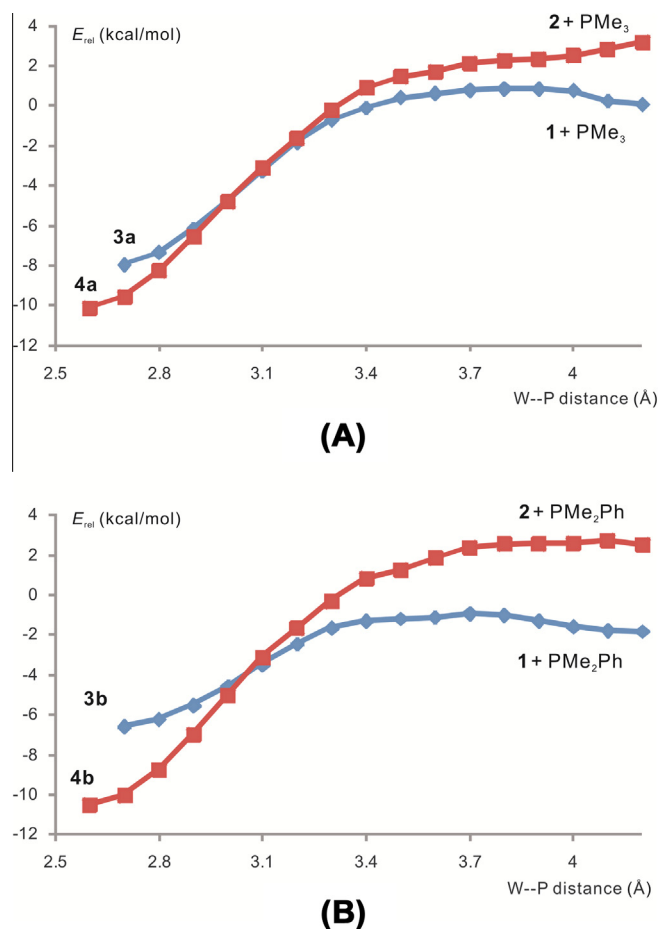 4
E_rel (kcal/mol)
2 + PMe₃
2
0
1 + PMe₃
-2
-4
-6
3a
-8
4a
-10
-12
2.5 2.8 3.1 3.4 3.7 4
W--P distance (Å)
(A)
4
E_rel (kcal/mol)
2 + PMe₂Ph
2
0
-2
1 + PMe₂Ph
-4
3b
-6
-8
4b
-10
-12
2.5 2.8 3.1 3.4 3.7 4
W--P distance (Å)
(B)